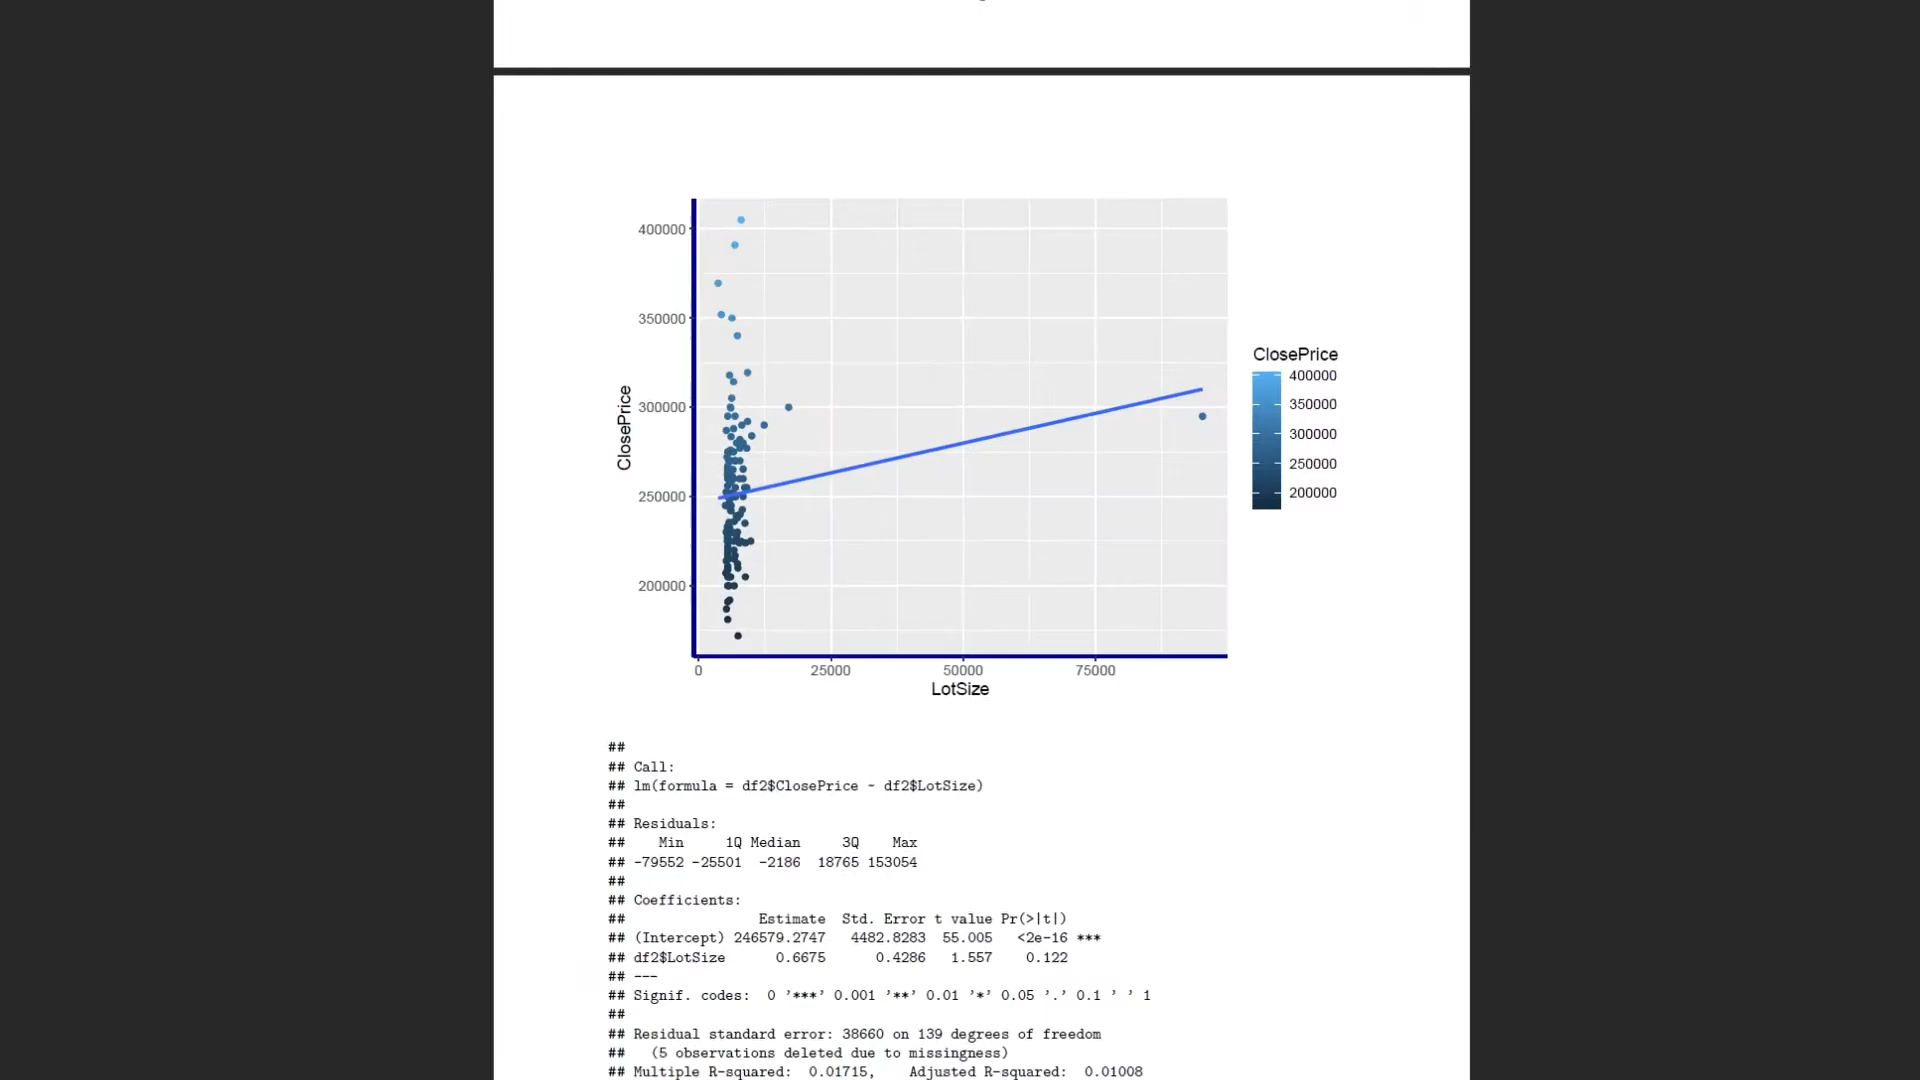 400000
350000
300000
250000
200000
ClosePrice
0 25000 50000 75000
LotSize
ClosePrice
400000
350000
300000
250000
200000
##
## Call:
## lm(formula = df2$ClosePrice ~ df2$LotSize)
##
## Residuals:
##    Min     1Q Median     3Q    Max
## -79552 -25501  -2186  18765 153054
##
## Coefficients:
##                Estimate  Std. Error t value Pr(>|t|)
## (Intercept) 246579.2747   4482.8283  55.005   <2e-16 ***
## df2$LotSize      0.6675      0.4286   1.557    0.122
## ---
## Signif. codes:  0 '***' 0.001 '**' 0.01 '*' 0.05 '.' 0.1 ' ' 1
##
## Residual standard error: 38660 on 139 degrees of freedom
##   (5 observations deleted due to missingness)
## Multiple R-squared:  0.01715,    Adjusted R-squared:  0.01008